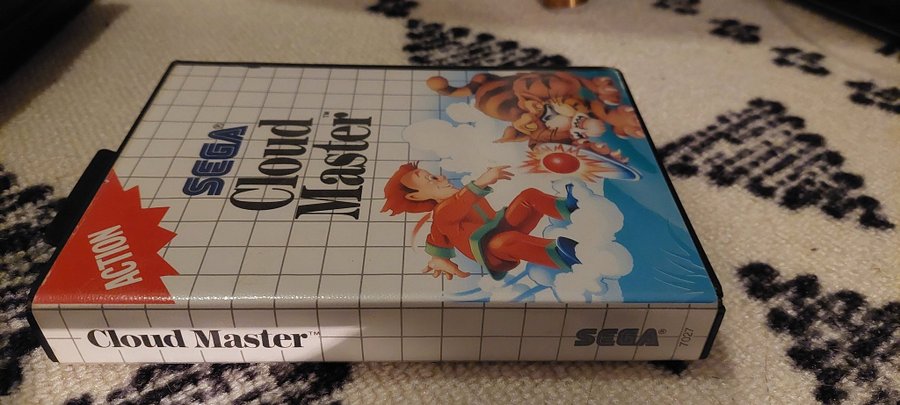 SEGA®
Cloud
Master™
ACTION
Cloud Master™
SEGA®
7027